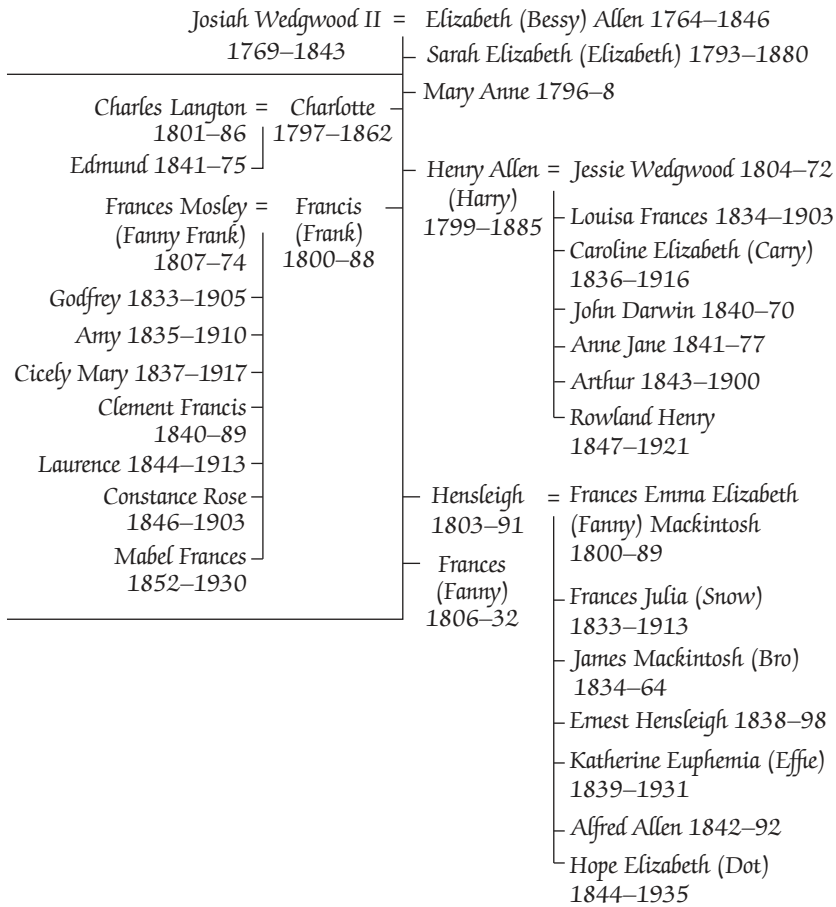 Josiah Wedgwood II = Elizabeth (Bessy) Allen 1764–1846
1769–1843
Sarah Elizabeth (Elizabeth) 1793–1880
Mary Anne 1796–8
Charles Langton = Charlotte
1801–86 1797–1862
Edmund 1841–75
Henry Allen = Jessie Wedgwood 1804–72
(Harry)
1799–1885
Louisa Frances 1834–1903
Caroline Elizabeth (Carry)
1836–1916
John Darwin 1840–70
Anne Jane 1841–77
Arthur 1843–1900
Rowland Henry
1847–1921
Frances Mosley = Francis
(Fanny Frank) (Frank)
1807–74 1800–88
Godfrey 1833–1905
Amy 1835–1910
Cicely Mary 1837–1917
Clement Francis
1840–89
Laurence 1844–1913
Constance Rose
1846–1903
Mabel Frances
1852–1930
Hensleigh = Frances Emma Elizabeth
1803–91 (Fanny) Mackintosh
1800–89
Frances
(Fanny)
1806–32
Frances Julia (Snow)
1833–1913
James Mackintosh (Bro)
1834–64
Ernest Hensleigh 1838–98
Katherine Euphemia (Effie)
1839–1931
Alfred Allen 1842–92
Hope Elizabeth (Dot)
1844–1935